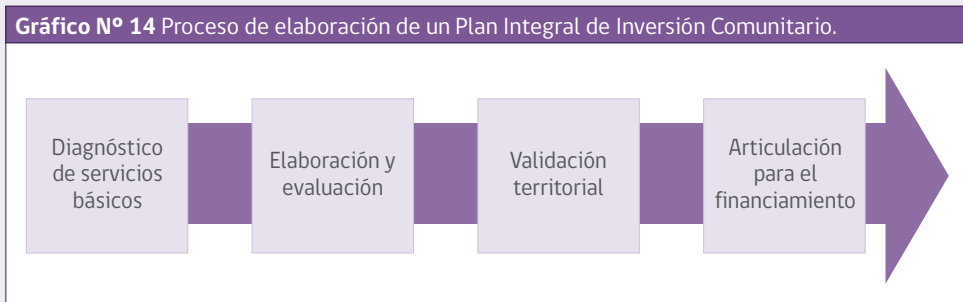 Gráfico Nº 14 Proceso de elaboración de un Plan Integral de Inversión Comunitario.
Diagnóstico
de servicios
básicos
Elaboración y
evaluación
Validación
territorial
Articulación
para el
financiamiento